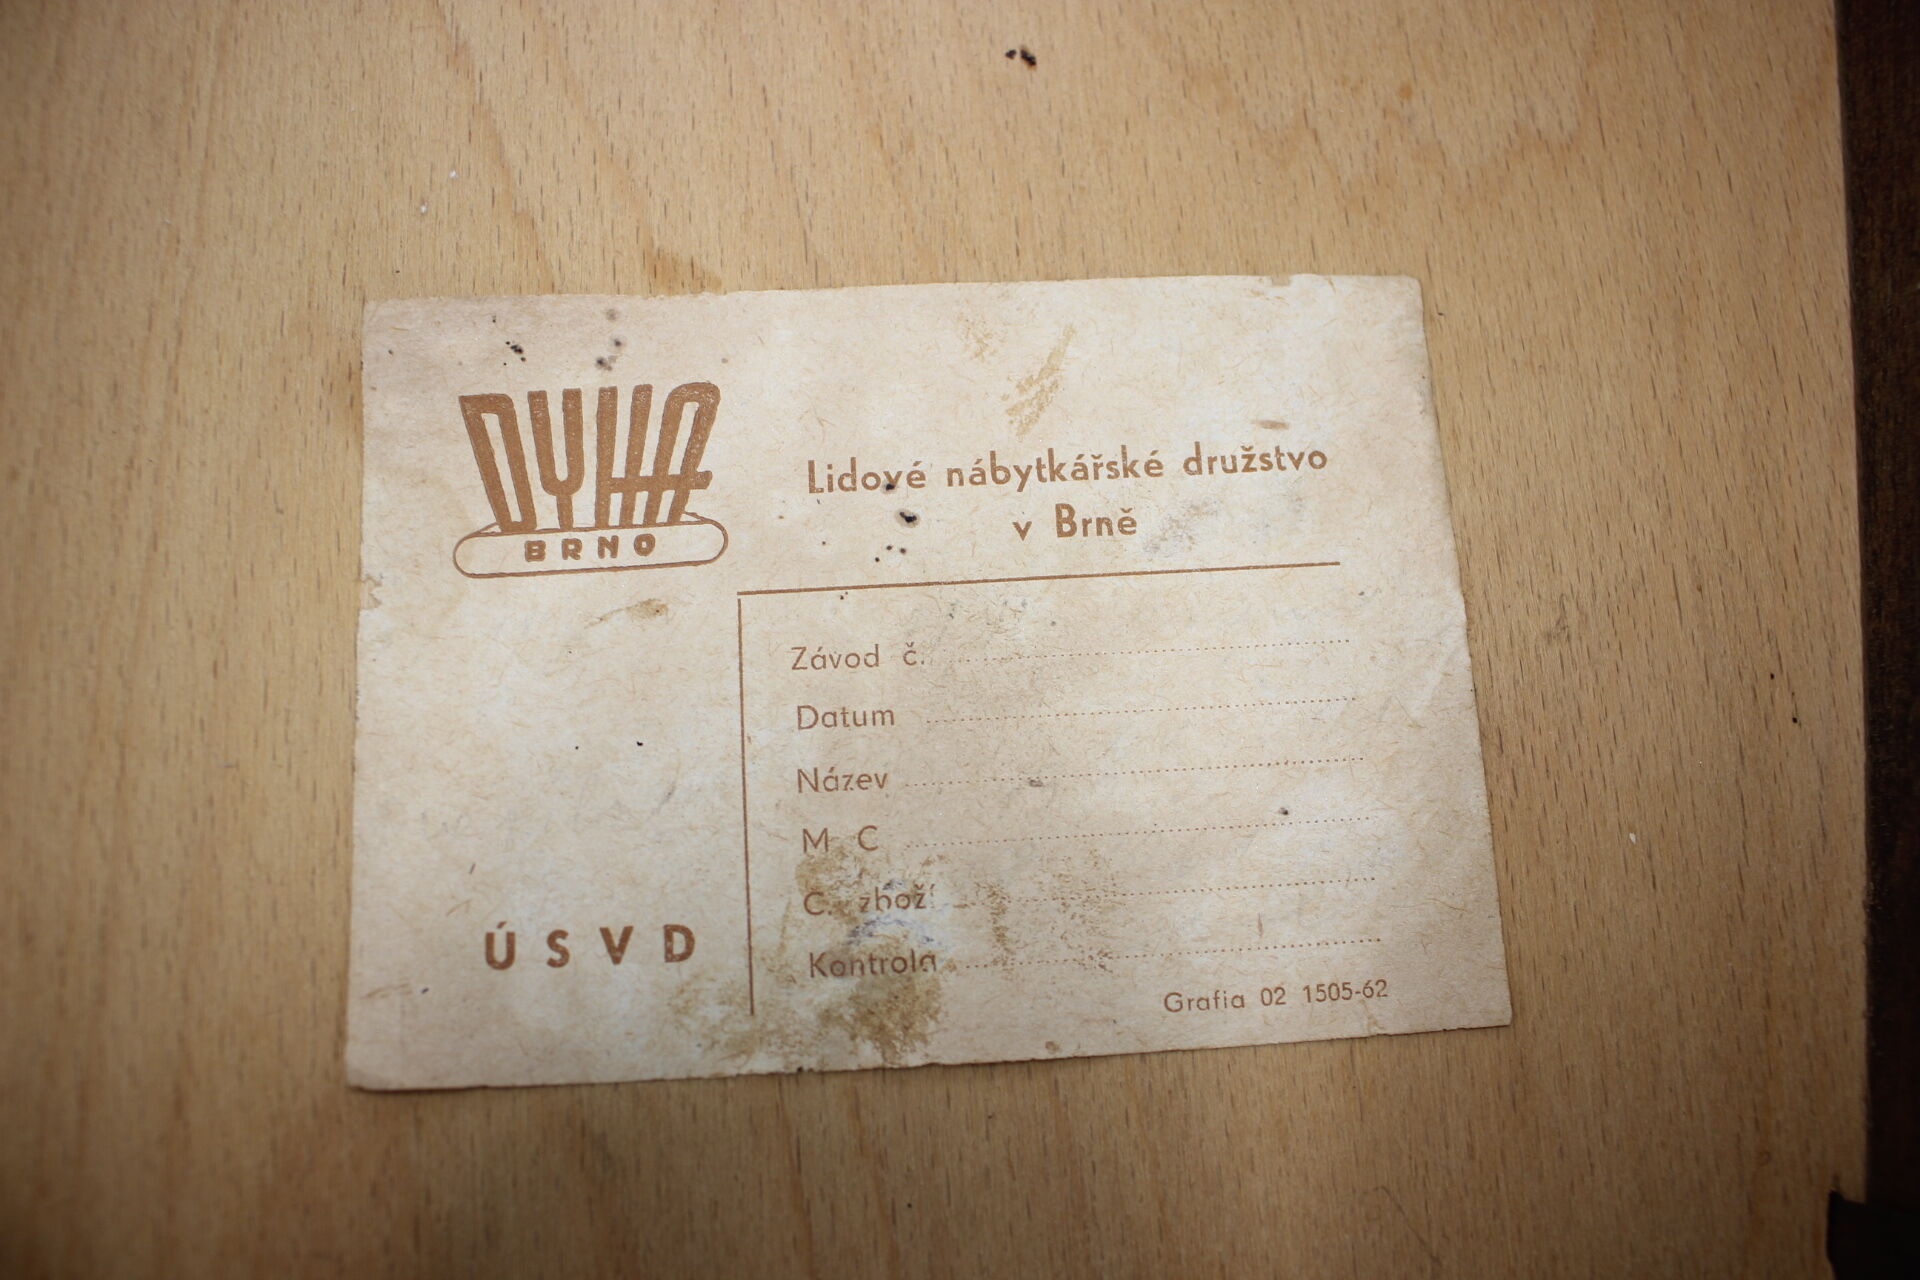 DYHA
BRNO
Lidové nábytkářské družstvo
v Brně
Závod č.
Datum
Název
M C
C. zboží
Kontrola
ÚSVD
Grafia 02 1505-62